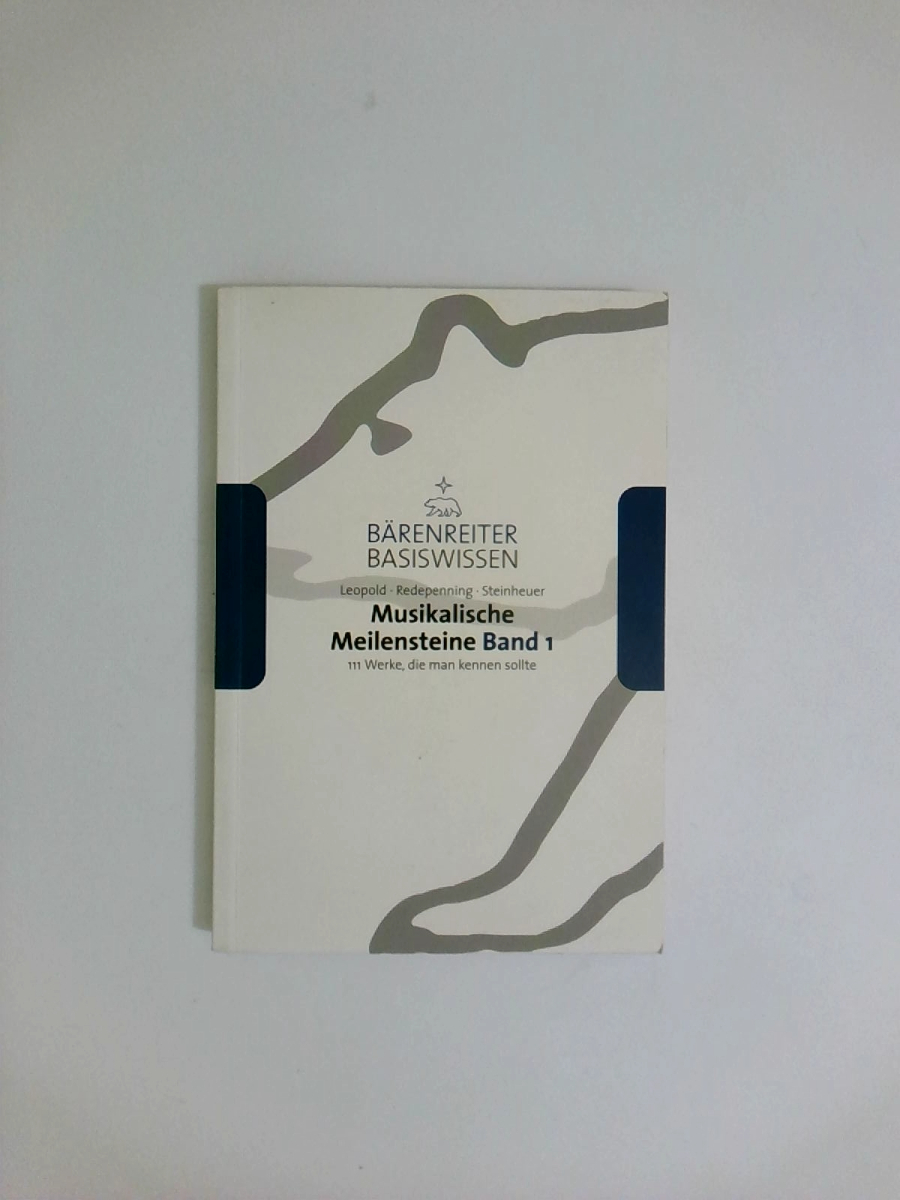 BÄRENREITER
BASISWISSEN
Leopold · Redepenning · Steinheuer
Musikalische
Meilensteine Band 1
111 Werke, die man kennen sollte